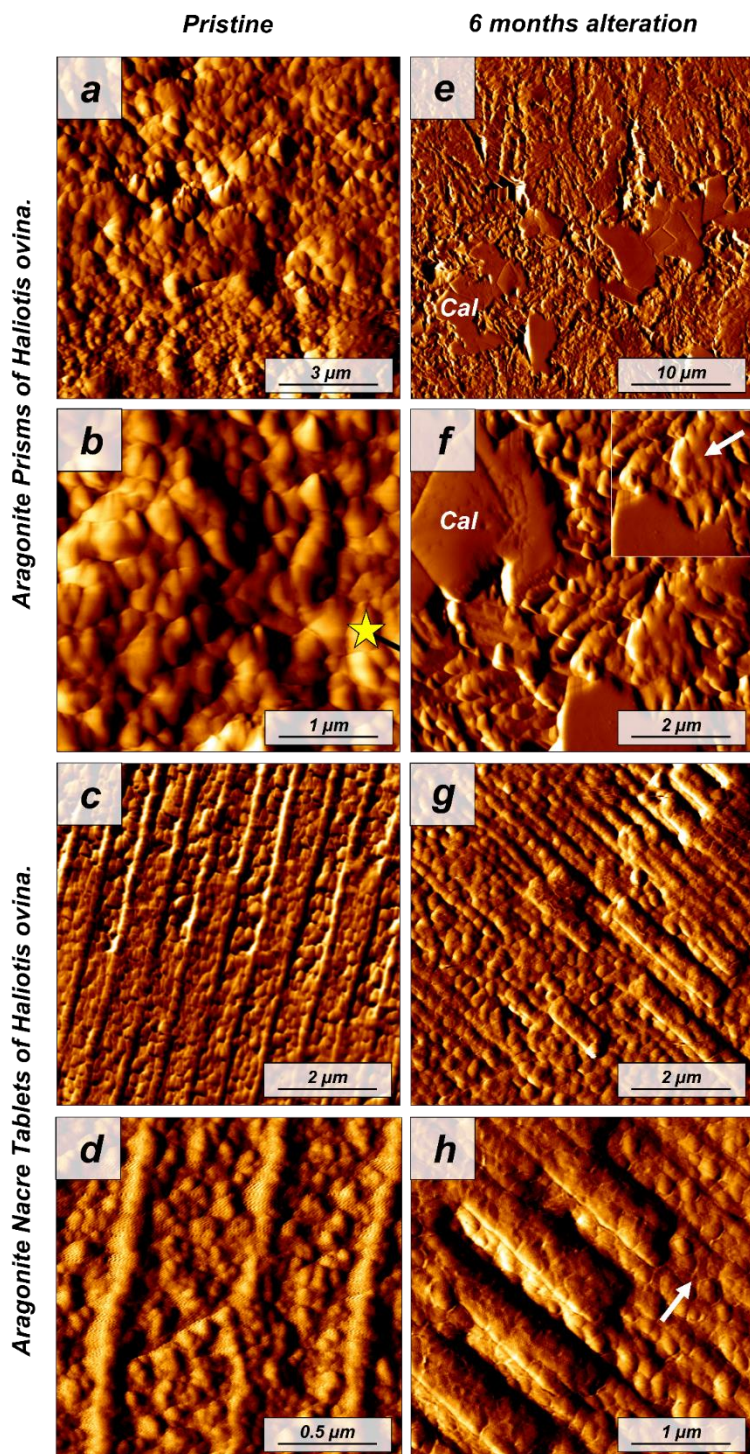 Pristine
6 months alteration
Aragonite Prisms of Haliotis ovina.
a
3 µm
e
Cal
10 µm
b
1 µm
f
Cal
2 µm
Aragonite Nacre Tablets of Haliotis ovina.
c
2 µm
g
2 µm
d
0.5 µm
h
1 µm